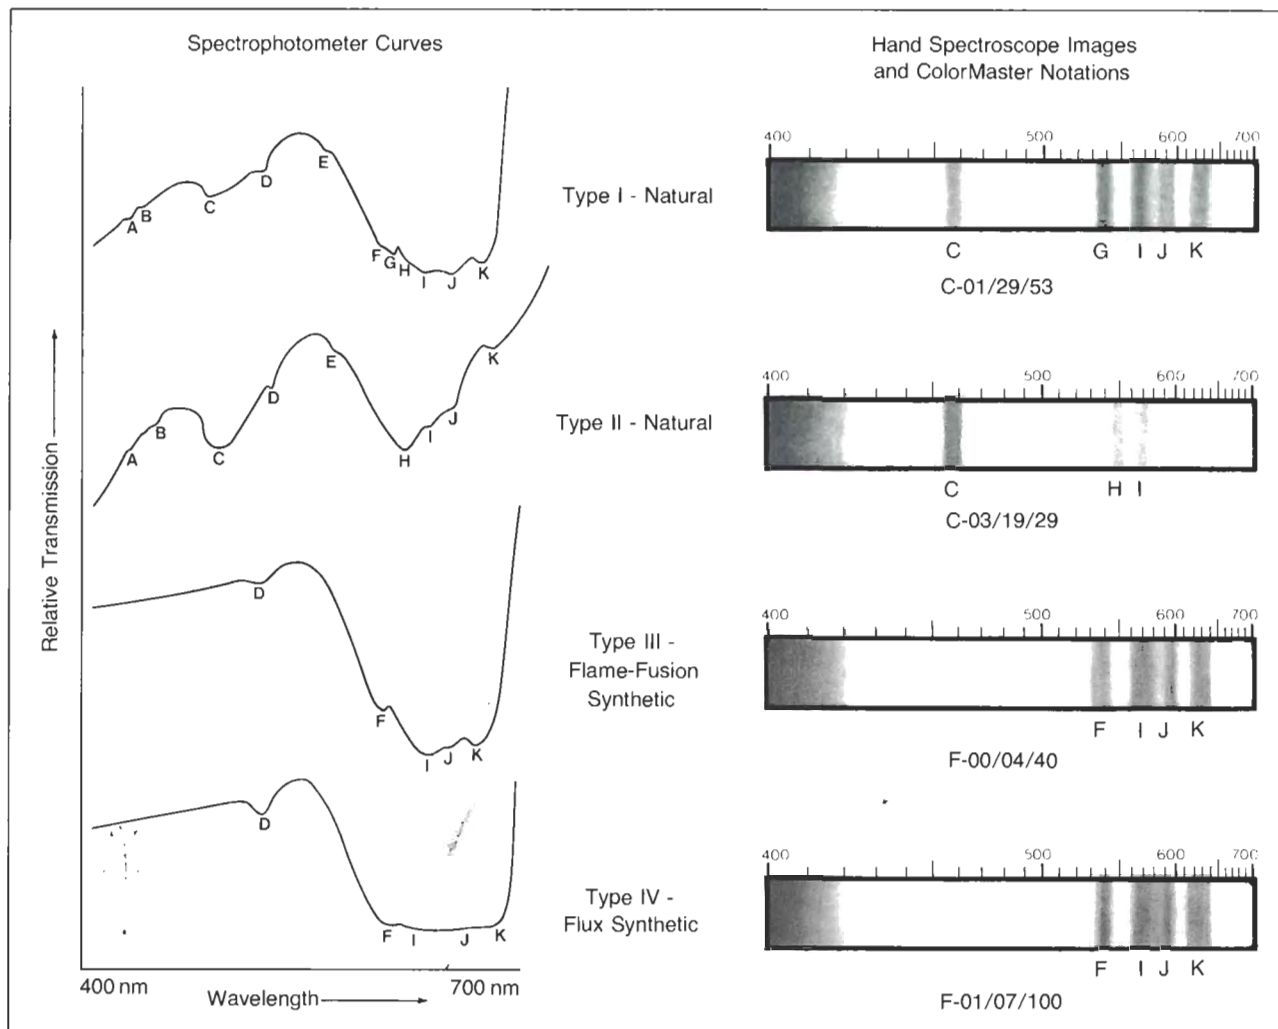 Spectrophotometer Curves
Hand Spectroscope Images
and ColorMaster Notations
Relative Transmission
A
B
C
D
E
F
G
H
I
J
K
Type I - Natural
400 500 600 700
C G I J K
C-01/29/53
A
B
C
D
E
H
I
J
K
Type II - Natural
400 500 600 700
C H I
C-03/19/29
D
F
I
J
K
Type III -
Flame-Fusion
Synthetic
400 500 600 700
F I J K
F-00/04/40
D
F
I
J
K
Type IV -
Flux Synthetic
400 500 600 700
F I J K
F-01/07/100
400 nm
700 nm
Wavelength